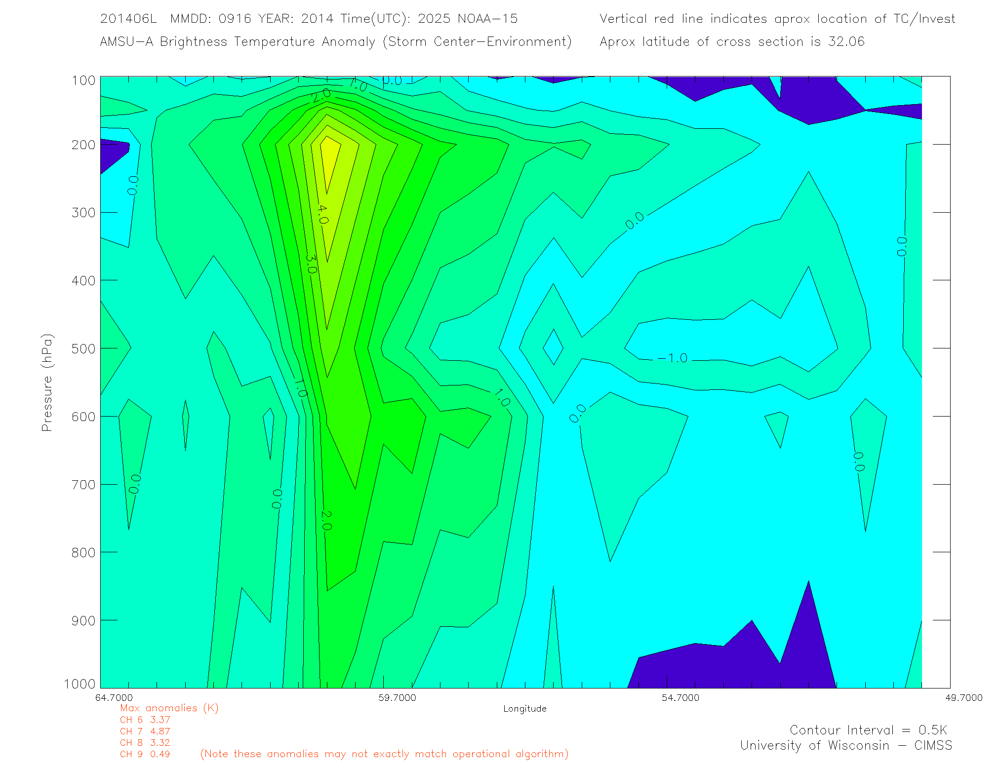 201406L MMDD: 0916 YEAR: 2014 Time(UTC): 2025 NOAA-15
Vertical red line indicates aprox location of TC/Invest
AMSU-A Brightness Temperature Anomaly (Storm Center-Environment)
Aprox latitude of cross section is 32.06
100
200
300
400
500
600
700
800
900
1000
Pressure (hPa)
1.0
0.0
2.0
0.0
4.0
0.0
0.0
3.0
-1.0
1.0
1.0
0.0
0.0
0.0
0.0
2.0
64.7000
59.7000
54.7000
49.7000
Longitude
Max anomalies (K)
CH 6 3.37
CH 7 4.87
CH 8 3.32
CH 9 0.49
(Note these anomalies may not exactly match operational algorithm)
Contour Interval = 0.5K
University of Wisconsin - CIMSS